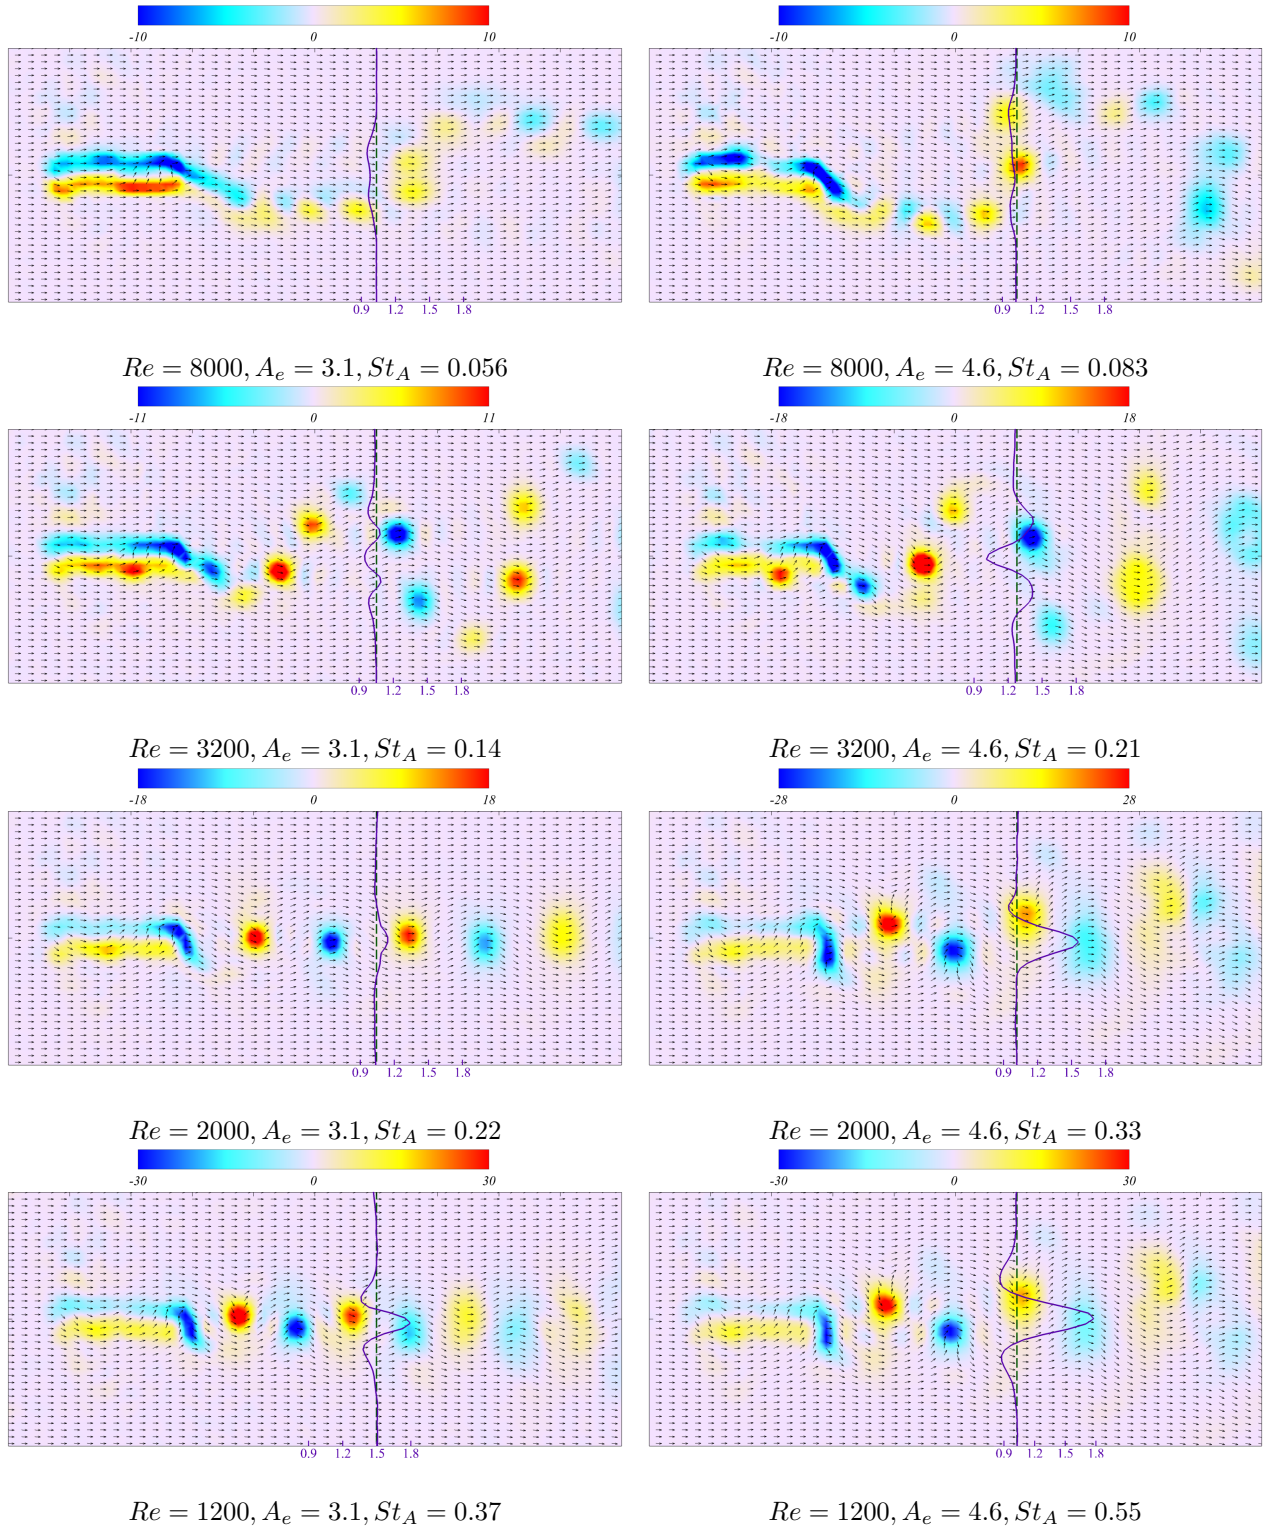 -10 0 10 -10 0 10
0.9 1.2 1.5 1.8 0.9 1.2 1.5 1.8
Re = 8000, A_e = 3.1, St_A = 0.056 Re = 8000, A_e = 4.6, St_A = 0.083
-11 0 11 -18 0 18
0.9 1.2 1.5 1.8 0.9 1.2 1.5 1.8
Re = 3200, A_e = 3.1, St_A = 0.14 Re = 3200, A_e = 4.6, St_A = 0.21
-18 0 18 -28 0 28
0.9 1.2 1.5 1.8 0.9 1.2 1.5 1.8
Re = 2000, A_e = 3.1, St_A = 0.22 Re = 2000, A_e = 4.6, St_A = 0.33
-30 0 30 -30 0 30
0.9 1.2 1.5 1.8 0.9 1.2 1.5 1.8
Re = 1200, A_e = 3.1, St_A = 0.37 Re = 1200, A_e = 4.6, St_A = 0.55